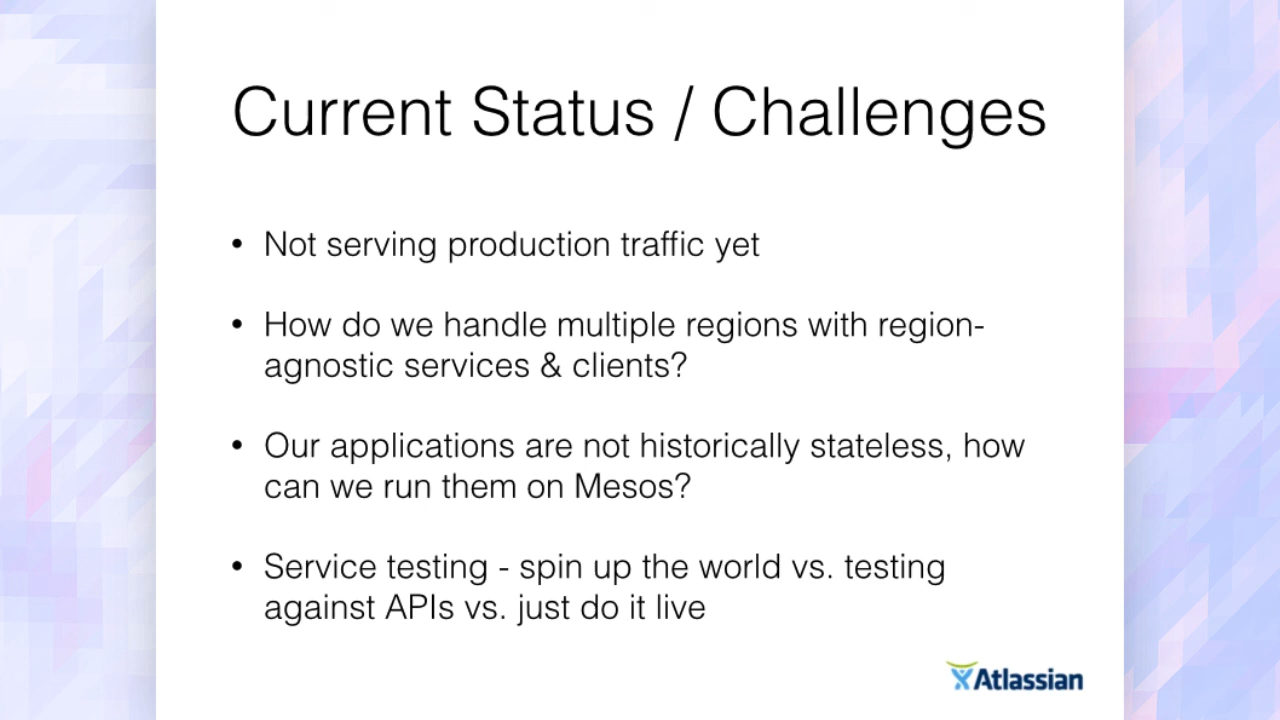 Current Status / Challenges
• Not serving production traffic yet
• How do we handle multiple regions with region-
agnostic services & clients?
• Our applications are not historically stateless, how
can we run them on Mesos?
• Service testing - spin up the world vs. testing
against APIs vs. just do it live
Atlassian